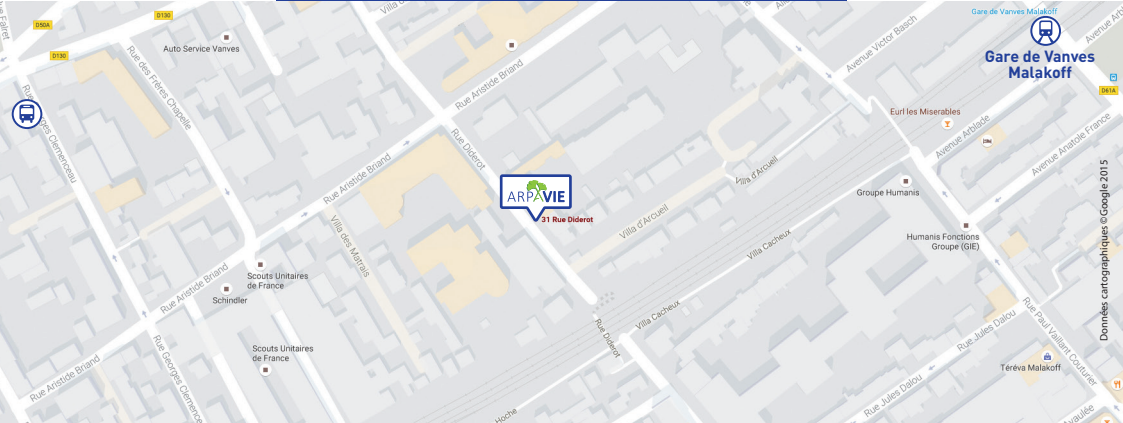 Rue Falret
D50A
D130
D130
Auto Service Vanves
Rue des Frères Chapelle
Rue Georges Clemenceau
Rue Aristide Briand
Rue Aristide Briand
Rue Aristide Briand
Rue Aristide Briand
Rue Georges Clemence
Villa des Matrais
Scouts Unitaires
de France
Schindler
Scouts Unitaires
de France
Rue Diderot
ARPAVIE
31 Rue Diderot
Rue Diderot
Villa d'Arcueil
Villa d'Arcueil
Villa Cacheux
Villa Cacheux
Hoche
Avenue Victor Basch
Gare de Vanves Malakoff
Gare de Vanves
Malakoff
D61A
Eurl les Miserables
Avenue Arblade
Avenue Anatole France
Groupe Humanis
Humanis Fonctions
Groupe (GIE)
Rue Paul Vaillant Couturier
Rue Jules Dalou
Rue Jules Dalou
Téréva Malakoff
Données cartographiques ©Google 2015